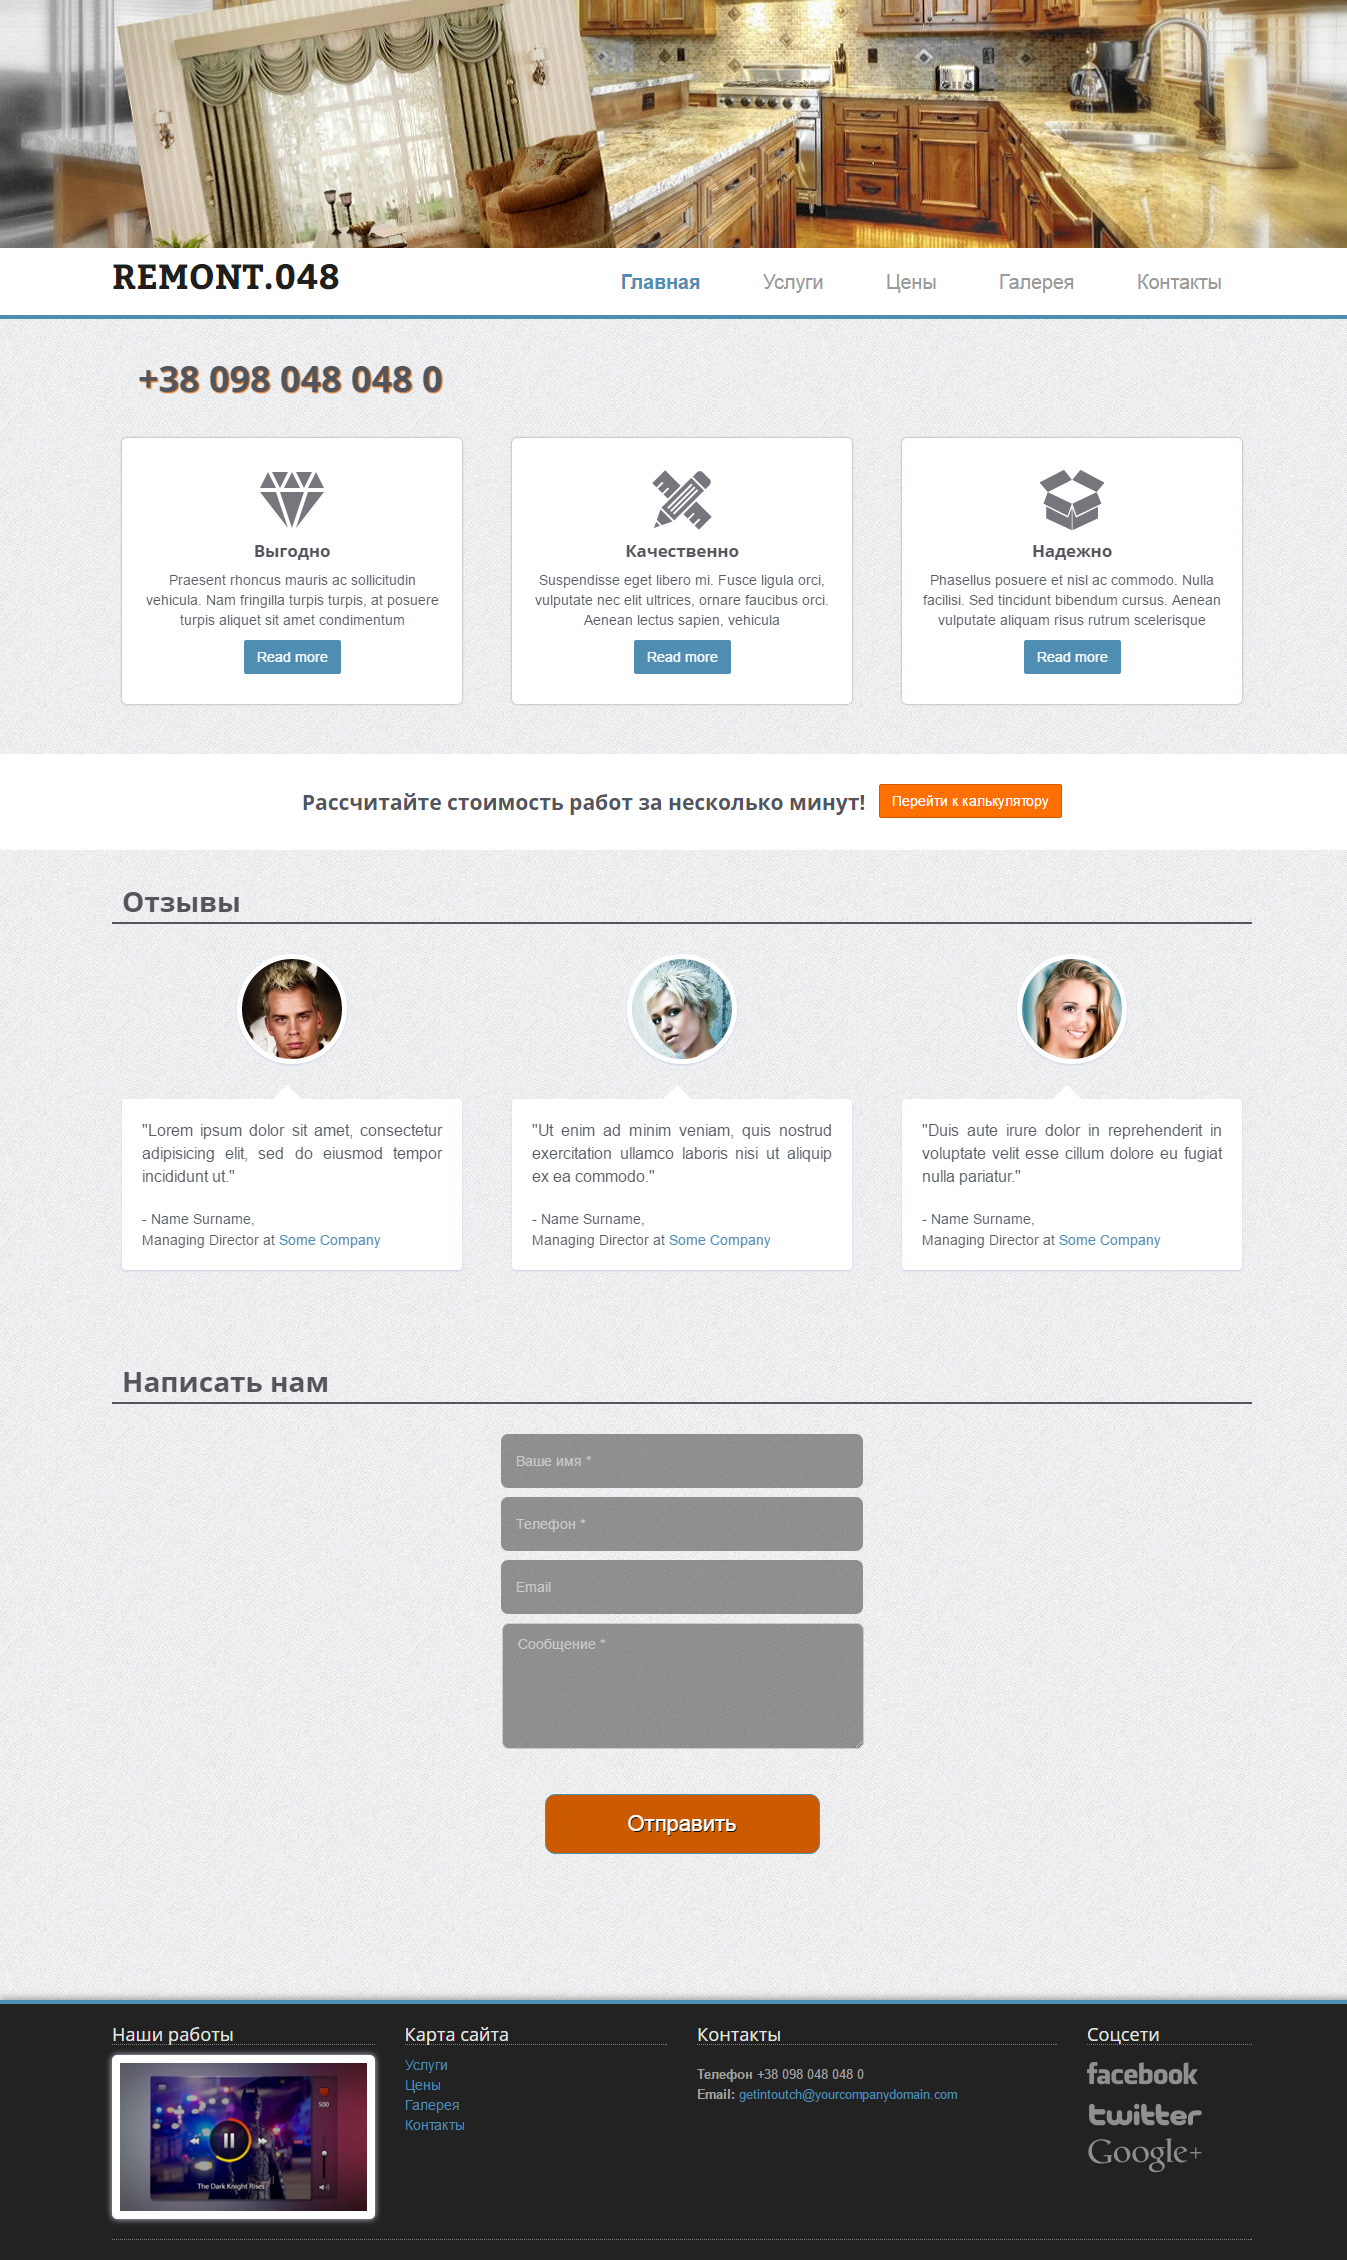 REMONT.048
Главная Услуги Цены Галерея Контакты
+38 098 048 048 0
Выгодно
Praesent rhoncus mauris ac sollicitudin
vehicula. Nam fringilla turpis turpis, at posuere
turpis aliquet sit amet condimentum
Read more
Качественно
Suspendisse eget libero mi. Fusce ligula orci,
vulputate nec elit ultrices, ornare faucibus orci.
Aenean lectus sapien, vehicula
Read more
Надежно
Phasellus posuere et nisl ac commodo. Nulla
facilisi. Sed tincidunt bibendum cursus. Aenean
vulputate aliquam risus rutrum scelerisque
Read more
Рассчитайте стоимость работ за несколько минут! Перейти к калькулятору
Отзывы
"Lorem ipsum dolor sit amet, consectetur
adipisicing elit, sed do eiusmod tempor
incididunt ut."
- Name Surname,
Managing Director at Some Company
"Ut enim ad minim veniam, quis nostrud
exercitation ullamco laboris nisi ut aliquip
ex ea commodo."
- Name Surname,
Managing Director at Some Company
"Duis aute irure dolor in reprehenderit in
voluptate velit esse cillum dolore eu fugiat
nulla pariatur."
- Name Surname,
Managing Director at Some Company
Написать нам
Ваше имя *
Телефон *
Email
Сообщение *
Отправить
Наши работы
500
The Dark Knight Rises
Карта сайта
Услуги
Цены
Галерея
Контакты
Контакты
Телефон +38 098 048 048 0
Email: getintoutch@yourcompanydomain.com
Соцсети
facebook
twitter
Google+